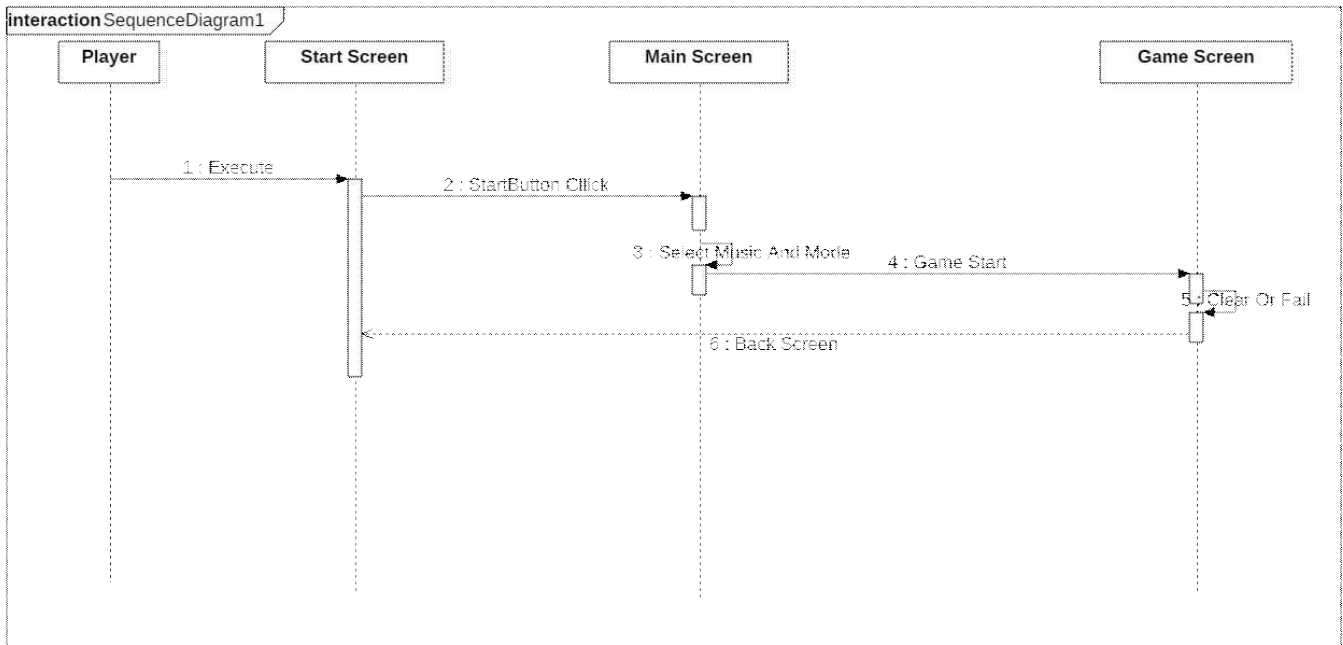 interaction SequenceDiagram1
Player
Start Screen
Main Screen
Game Screen
1 : Execute
2 : StartButton Cllick
3 : Select Music And Mode
4 : Game Start
5 : Clear Or Fail
6 : Back Screen